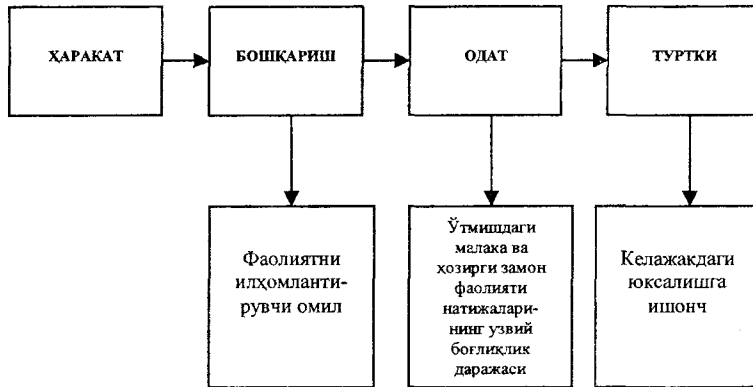 ҲАРАКАТ
БОШҚАРИШ
ОДАТ
ТУРТКИ
Фаолиятни
илҳомланти-
рувчи омил
Ўтмишдаги
малака ва
ҳозирги замон
фаолияти
натижалари-
нинг узвий
боғлиқлик
даражаси
Келажакдаги
юксалишга
ишонч